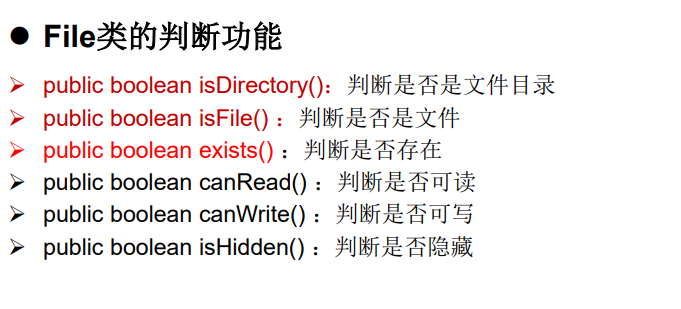 ● File类的判断功能
➢ public boolean isDirectory()：判断是否是文件目录
➢ public boolean isFile() ：判断是否是文件
➢ public boolean exists() ：判断是否存在
➢ public boolean canRead() ：判断是否可读
➢ public boolean canWrite() ：判断是否可写
➢ public boolean isHidden() ：判断是否隐藏